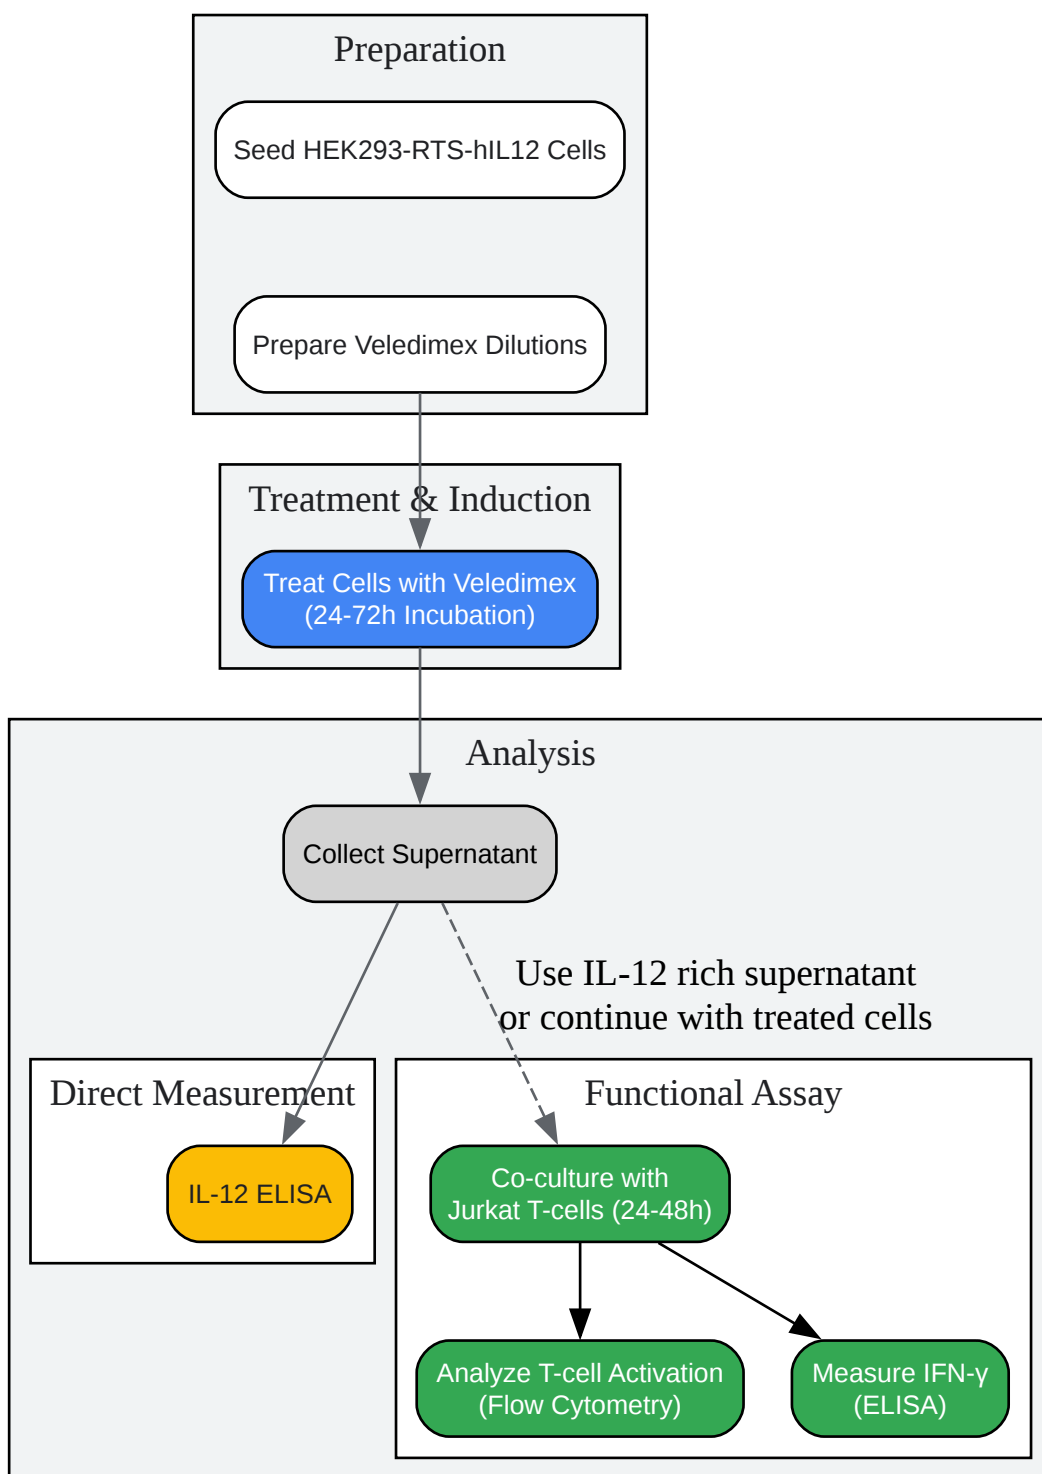 Preparation
Seed HEK293-RTS-hIL12 Cells
Prepare Veledimex Dilutions
Treatment & Induction
Treat Cells with Veledimex
(24-72h Incubation)
Analysis
Collect Supernatant
Use IL-12 rich supernatant
or continue with treated cells
Direct Measurement
IL-12 ELISA
Functional Assay
Co-culture with
Jurkat T-cells (24-48h)
Analyze T-cell Activation
(Flow Cytometry)
Measure IFN-γ
(ELISA)